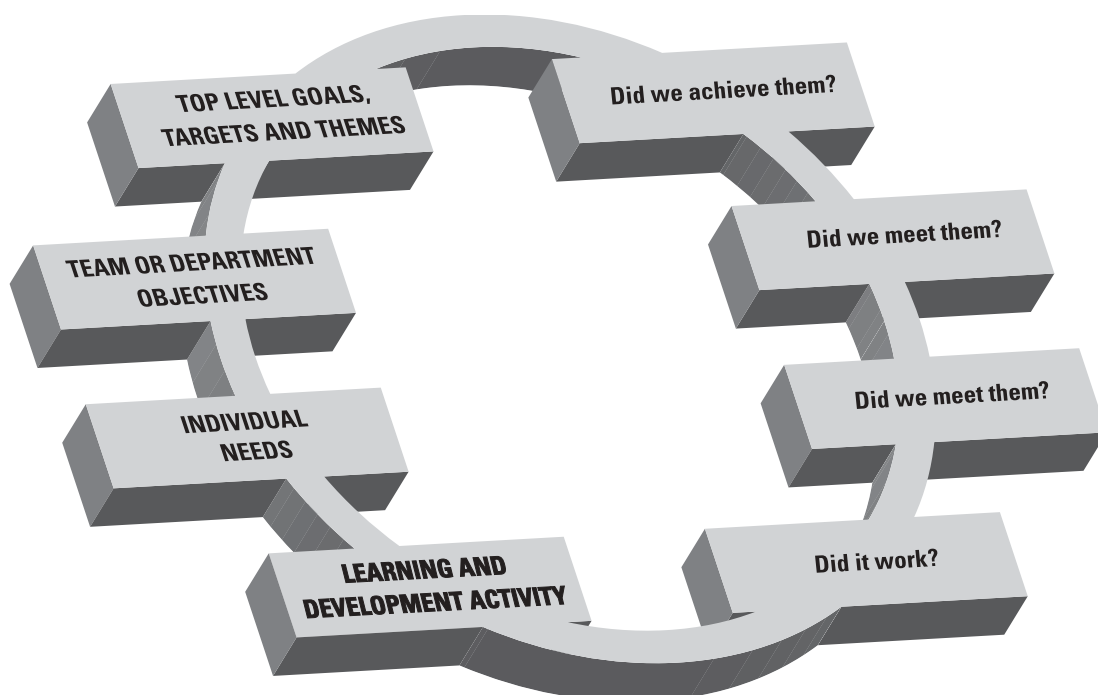 TOP LEVEL GOALS,
TARGETS AND THEMES
TEAM OR DEPARTMENT
OBJECTIVES
INDIVIDUAL
NEEDS
LEARNING AND
DEVELOPMENT ACTIVITY
Did it work?
Did we meet them?
Did we meet them?
Did we achieve them?